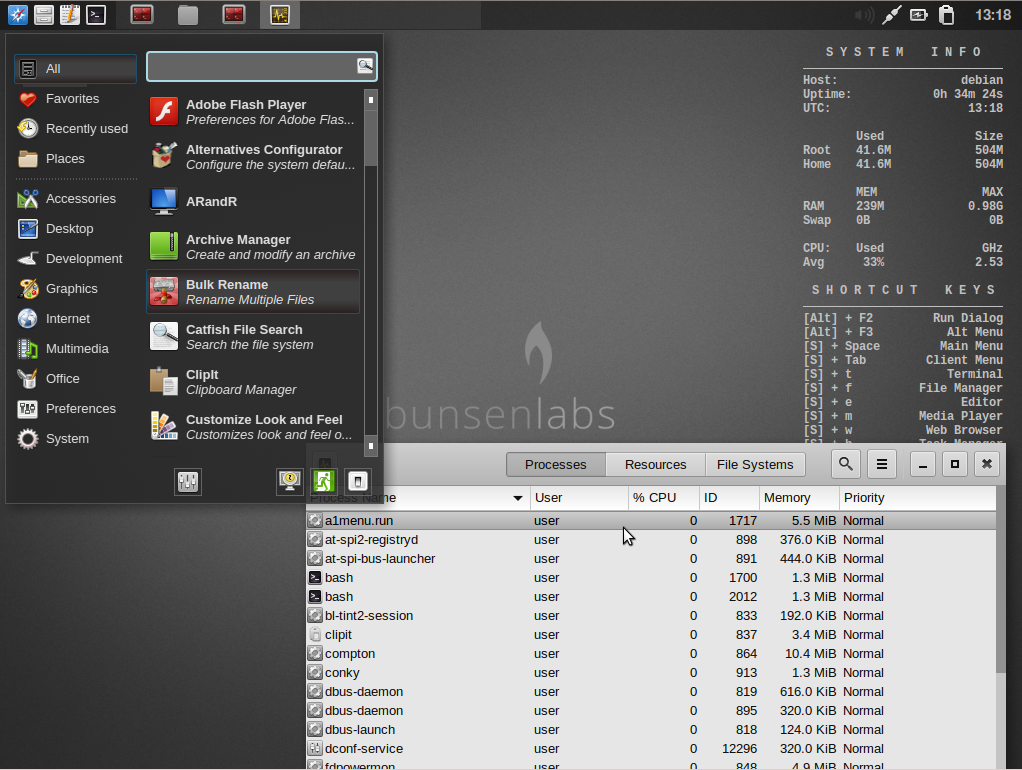 13:18
All
Favorites
Recently used
Places
Accessories
Desktop
Development
Graphics
Internet
Multimedia
Office
Preferences
System
Adobe Flash Player
Preferences for Adobe Flas...
Alternatives Configurator
Configure the system defau...
ARandR
Archive Manager
Create and modify an archive
Bulk Rename
Rename Multiple Files
Catfish File Search
Search the file system
ClipIt
Clipboard Manager
Customize Look and Feel
Customizes look and feel o...
SYSTEM INFO
Host: debian
Uptime: 0h 34m 24s
UTC: 13:18
Used Size
Root 41.6M 504M
Home 41.6M 504M
MEM MAX
RAM 239M 0.98G
Swap 0B 0B
CPU: Used GHz
Avg 33% 2.53
SHORTCUT KEYS
[Alt] + F2 Run Dialog
[Alt] + F3 Alt Menu
[S] + Space Main Menu
[S] + Tab Client Menu
[S] + t Terminal
[S] + f File Manager
[S] + e Editor
[S] + m Media Player
[S] + w Web Browser
[S] + h Task Manager
bunsenlabs
Processes Resources File Systems
Process Name User % CPU ID Memory Priority
a1menu.run user 0 1717 5.5 MiB Normal
at-spi2-registryd user 0 898 376.0 KiB Normal
at-spi-bus-launcher user 0 891 444.0 KiB Normal
bash user 0 1700 1.3 MiB Normal
bash user 0 2012 1.3 MiB Normal
bl-tint2-session user 0 833 192.0 KiB Normal
clipit user 0 837 3.4 MiB Normal
compton user 0 864 10.4 MiB Normal
conky user 0 913 1.3 MiB Normal
dbus-daemon user 0 819 616.0 KiB Normal
dbus-daemon user 0 895 320.0 KiB Normal
dbus-launch user 0 818 124.0 KiB Normal
dconf-service user 0 12296 320.0 KiB Normal
fdpowermon user 0 848 4.9 MiB Normal